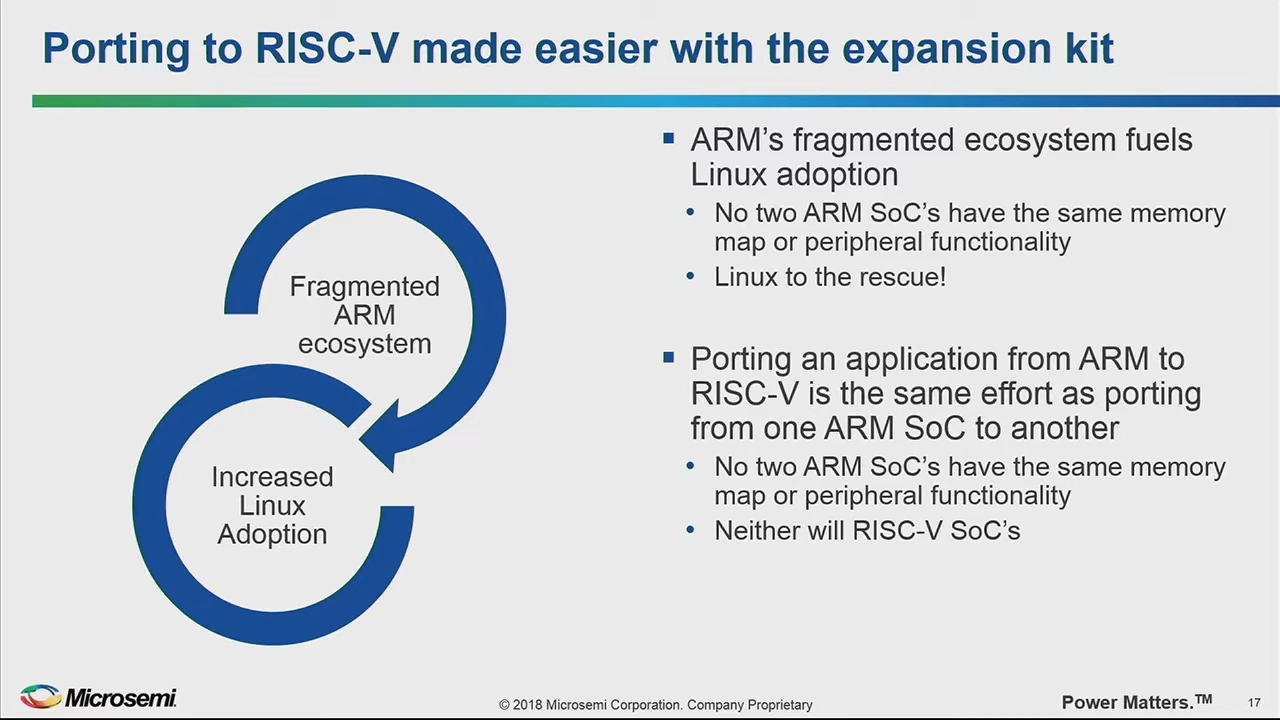 Porting to RISC-V made easier with the expansion kit
Fragmented
ARM
ecosystem
Increased
Linux
Adoption
▪ ARM’s fragmented ecosystem fuels
Linux adoption
• No two ARM SoC’s have the same memory
map or peripheral functionality
• Linux to the rescue!
▪ Porting an application from ARM to
RISC-V is the same effort as porting
from one ARM SoC to another
• No two ARM SoC’s have the same memory
map or peripheral functionality
• Neither will RISC-V SoC’s
Microsemi.
© 2018 Microsemi Corporation. Company Proprietary
Power Matters.™
17